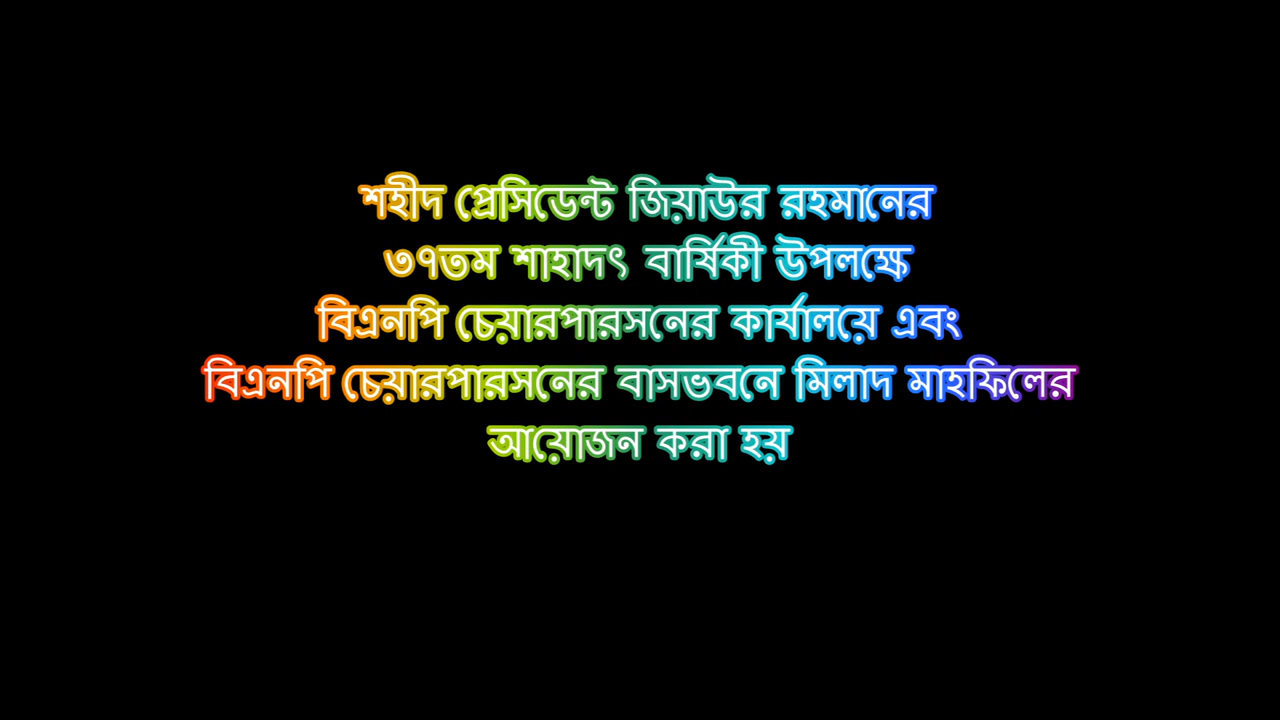 শহীদ প্রেসিডেন্ট জিয়াউর রহমানের
৩৭তম শাহাদৎ বার্ষিকী উপলক্ষে
বিএনপি চেয়ারপারসনের কার্যালয়ে এবং
বিএনপি চেয়ারপারসনের বাসভবনে মিলাদ মাহফিলের
আয়োজন করা হয়